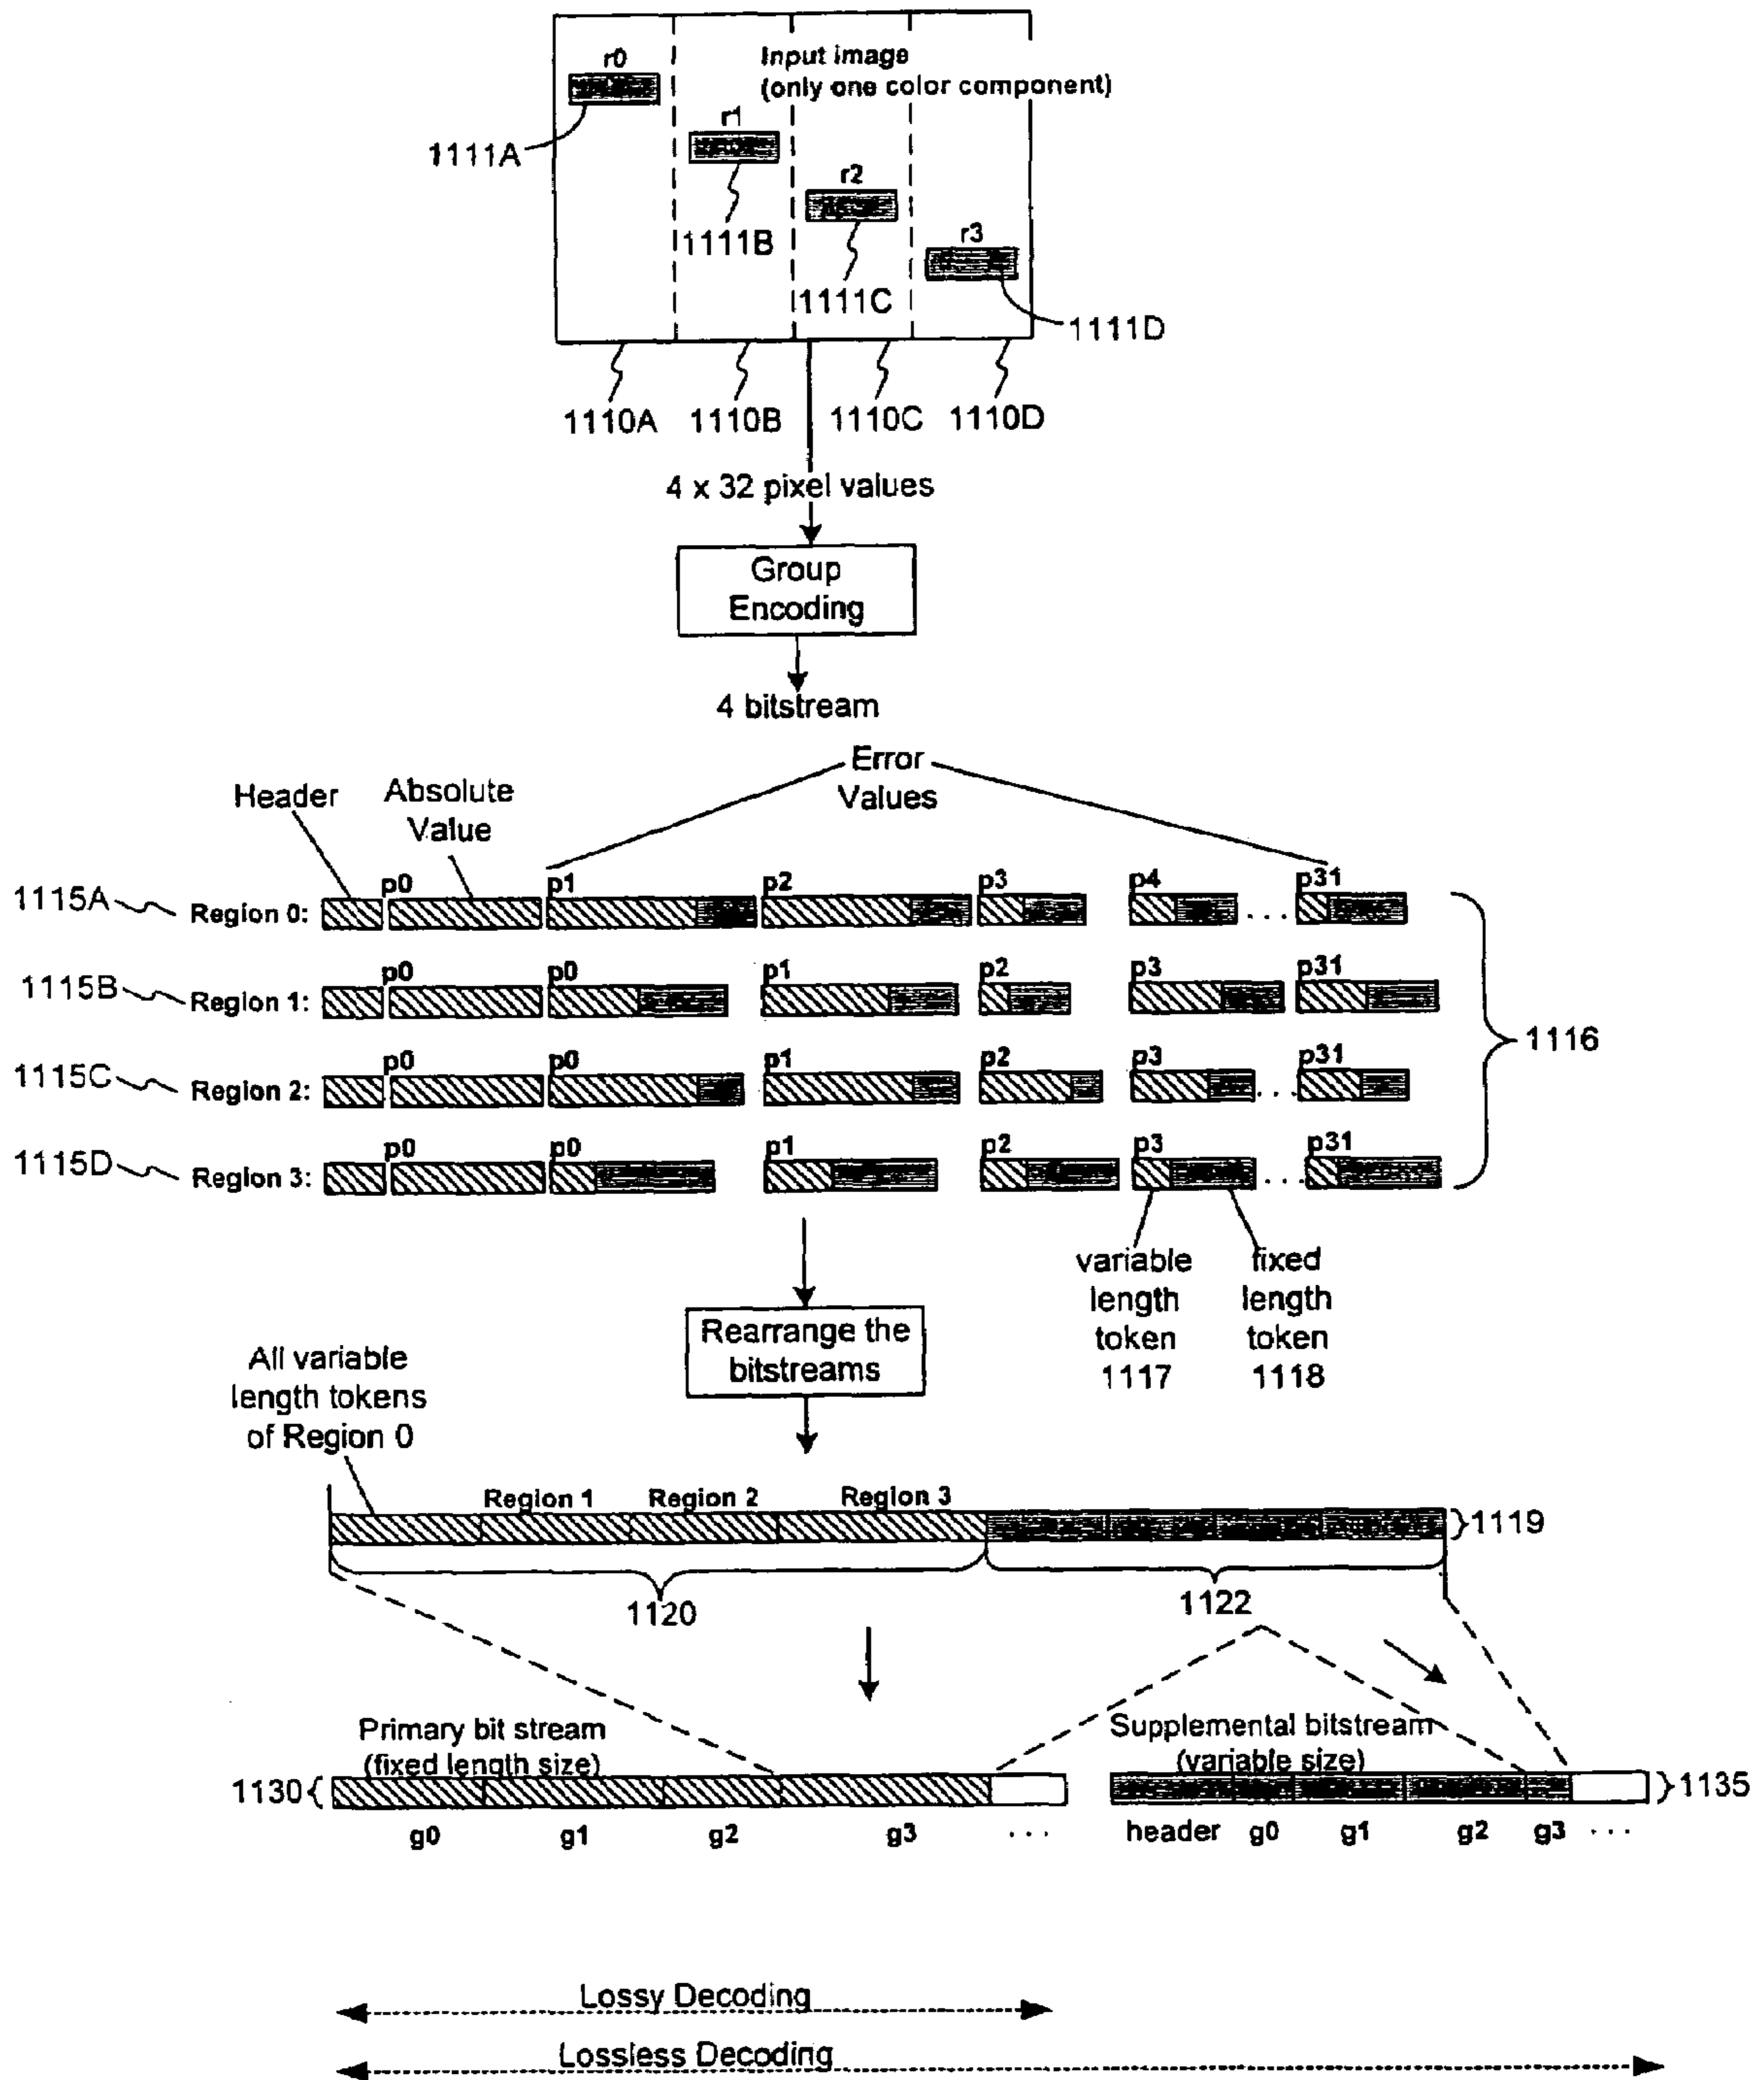 r0
Input image
(only one color component)
1111A
r1
1111B
r2
1111C
r3
1111D
1110A 1110B 1110C 1110D
4 x 32 pixel values
Group
Encoding
4 bitstream
Error
Values
Header
Absolute
Value
1115A Region 0: p0 p1 p2 p3 p4 ... p31
1115B Region 1: p0 p0 p1 p2 p3 p31
1115C Region 2: p0 p0 p1 p2 p3 ... p31
1115D Region 3: p0 p0 p1 p2 p3 ... p31
1116
variable
length
token
1117
fixed
length
token
1118
Rearrange the
bitstreams
All variable
length tokens
of Region 0
Region 1 Region 2 Region 3
1119
1120
1122
Primary bit stream
(fixed length size)
Supplemental bitstream
(variable size)
1130
1135
g0 g1 g2 g3 ...
header g0 g1 g2 g3 ...
Lossy Decoding
Lossless Decoding